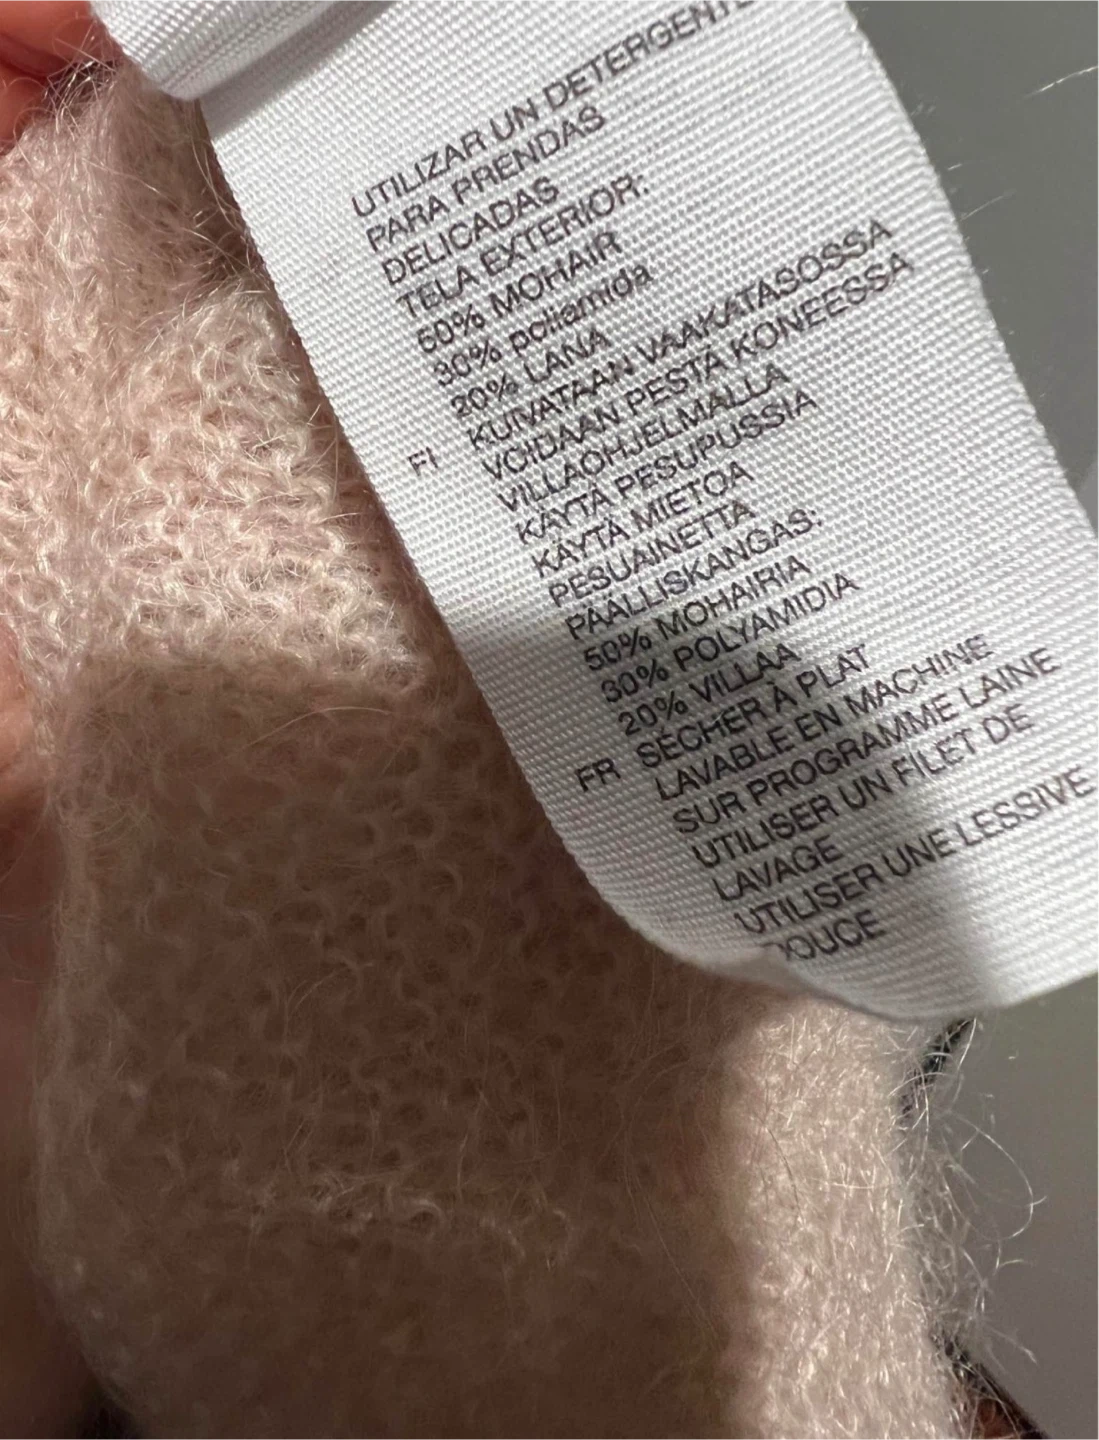 UTILIZAR UN DETERGENTE
PARA PRENDAS
DELICADAS
TELA EXTERIOR:
50% MOHAIR
30% poliamida
20% LANA
FI KUIVATAAN VAAKATASOSSA
VOIDAAN PESTÄ KONEESSA
VILLAOHJELMALLA
KÄYTÄ PESUPUSSIA
KÄYTÄ MIETOA
PESUAINETTA
PÄÄLLISKANGAS:
50% MOHAIRIA
30% POLYAMIDIA
20% VILLAA
FR SÉCHER À PLAT
LAVABLE EN MACHINE
SUR PROGRAMME LAINE
UTILISER UN FILET DE
LAVAGE
UTILISER UNE LESSIVE
DOUCE